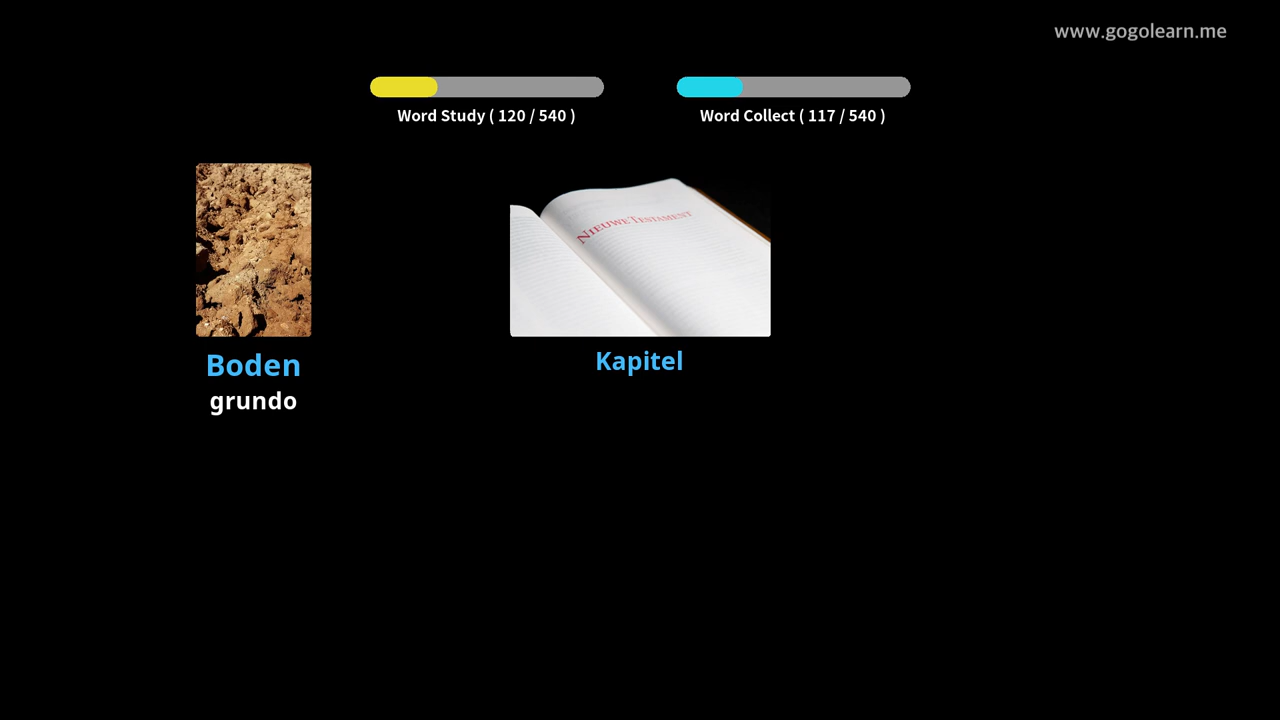 www.gogolearn.me
Word Study ( 120 / 540 )
Word Collect ( 117 / 540 )
NIEUWE TESTAMENT
Boden
grundo
Kapitel